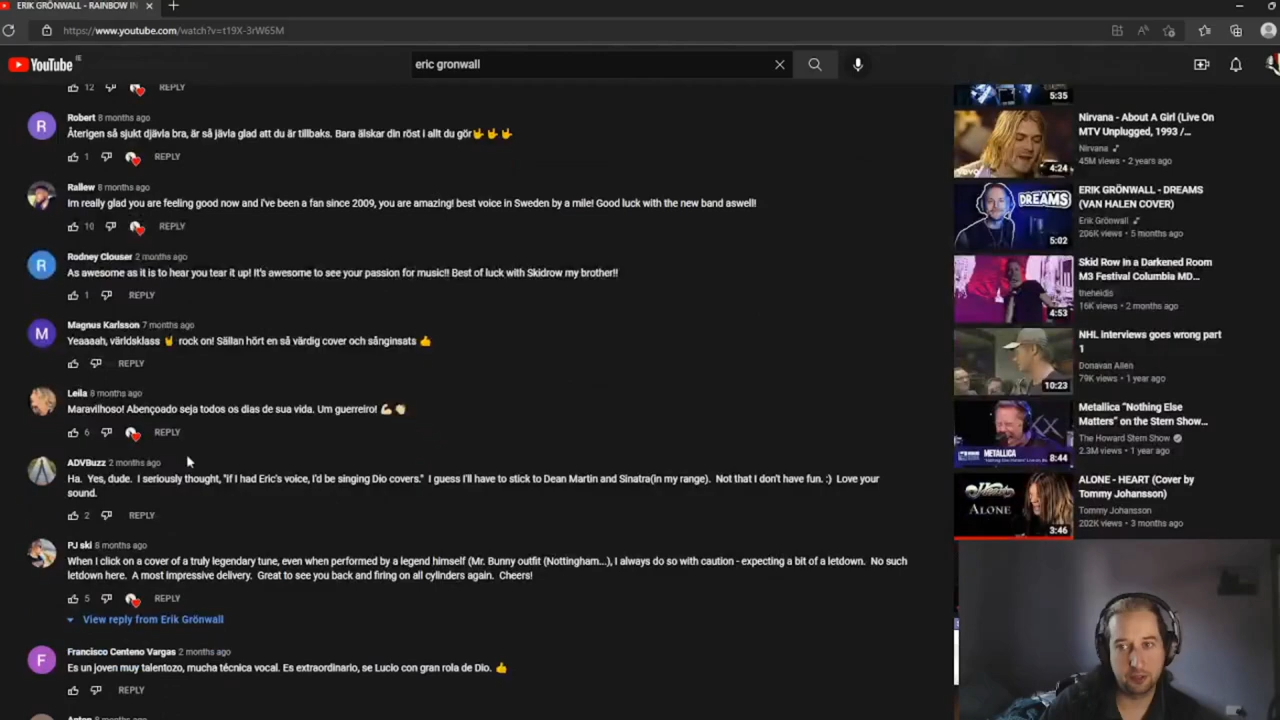 ERIK GRÖNWALL - RAINBOW IN
https://www.youtube.com/watch?v=t19X-3rW65M
YouTube
eric gronwall
12 REPLY
Robert 8 months ago
Återigen så sjukt djävla bra, är så jävla glad att du är tillbaks. Bara älskar din röst i allt du gör🤘🤘🤘
1 REPLY
Rallew 8 months ago
Im really glad you are feeling good now and i've been a fan since 2009, you are amazing! best voice in Sweden by a mile! Good luck with the new band aswell!
10 REPLY
Rodney Clouser 2 months ago
As awesome as it is to hear you tear it up! It's awesome to see your passion for music!! Best of luck with Skidrow my brother!!
1 REPLY
Magnus Karlsson 7 months ago
Yeaaaah, världsklass 🤘 rock on! Sällan hört en så värdig cover och sånginsats 👍
REPLY
Leila 8 months ago
Maravilhoso! Abençoado seja todos os dias de sua vida. Um guerreiro! 💪👏
6 REPLY
ADVBuzz 2 months ago
Ha. Yes, dude. I seriously thought, "if I had Eric's voice, I'd be singing Dio covers." I guess I'll have to stick to Dean Martin and Sinatra(in my range). Not that I don't have fun. :) Love your
sound.
2 REPLY
PJ ski 8 months ago
When I click on a cover of a truly legendary tune, even when performed by a legend himself (Mr. Bunny outfit (Nottingham...), I always do so with caution - expecting a bit of a letdown. No such
letdown here. A most impressive delivery. Great to see you back and firing on all cylinders again. Cheers!
5 REPLY
View reply from Erik Grönwall
Francisco Centeno Vargas 2 months ago
Es un joven muy talentozo, mucha técnica vocal. Es extraordinario, se Lucio con gran rola de Dio. 👍
REPLY
5:35
Nirvana - About A Girl (Live On
MTV Unplugged, 1993 /...
Nirvana
45M views • 2 years ago
4:24
ERIK GRÖNWALL - DREAMS
(VAN HALEN COVER)
Erik Grönwall
206K views • 5 months ago
DREAMS
5:02
Skid Row In a Darkened Room
M3 Festival Columbia MD...
theheidis
16K views • 2 months ago
4:53
NHL interviews goes wrong part
1
Donavan Allen
79K views • 1 year ago
10:23
Metallica "Nothing Else
Matters" on the Stern Show...
The Howard Stern Show
2.3M views • 1 year ago
METALLICA
8:44
ALONE - HEART (Cover by
Tommy Johansson)
Tommy Johansson
202K views • 3 months ago
Heart
ALONE
3:46